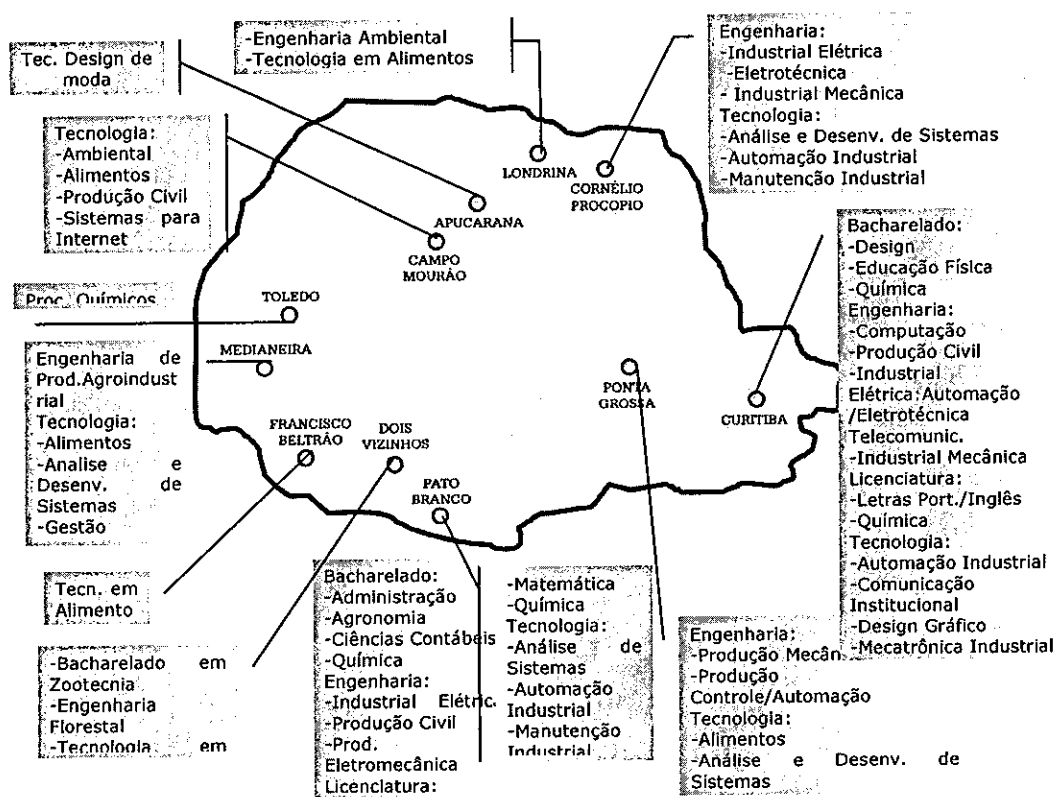 Tec. Design de
moda
-Engenharia Ambiental
-Tecnologia em Alimentos
Engenharia:
-Industrial Elétrica
-Eletrotécnica
- Industrial Mecânica
Tecnologia:
-Análise e Desenv. de Sistemas
-Automação Industrial
-Manutenção Industrial
Tecnologia:
-Ambiental
-Alimentos
-Produção Civil
-Sistemas para
Internet
LONDRINA
CORNÉLIO
PROCOPIO
APUCARANA
CAMPO
MOURÃO
Proc. Químicos
TOLEDO
MEDIANEIRA
Engenharia de
Prod.Agroindust
rial
Tecnologia:
-Alimentos
-Analise e
Desenv. de
Sistemas
-Gestão
FRANCISCO
BELTRÃO
DOIS
VIZINHOS
PATO
BRANCO
PONTA
GROSSA
CURITIBA
Bacharelado:
-Design
-Educação Física
-Química
Engenharia:
-Computação
-Produção Civil
-Industrial
Elétrica:Automação
/Eletrotécnica
Telecomunic.
-Industrial Mecânica
Licenciatura:
-Letras Port./Inglês
-Química
Tecnologia:
-Automação Industrial
-Comunicação
Institucional
-Design Gráfico
-Mecatrônica Industrial
Tecn. em
Alimento
-Bacharelado em
Zootecnia
-Engenharia
Florestal
-Tecnologia em
Bacharelado:
-Administração
-Agronomia
-Ciências Contábeis
-Química
Engenharia:
-Industrial Elétric.
-Produção Civil
-Prod.
Eletromecânica
Licenciatura:
-Matemática
-Química
Tecnologia:
-Análise de
Sistemas
-Automação
Industrial
-Manutenção
Industrial
Engenharia:
-Produção Mecân
-Produção
Controle/Automação
Tecnologia:
-Alimentos
-Análise e Desenv. de
Sistemas